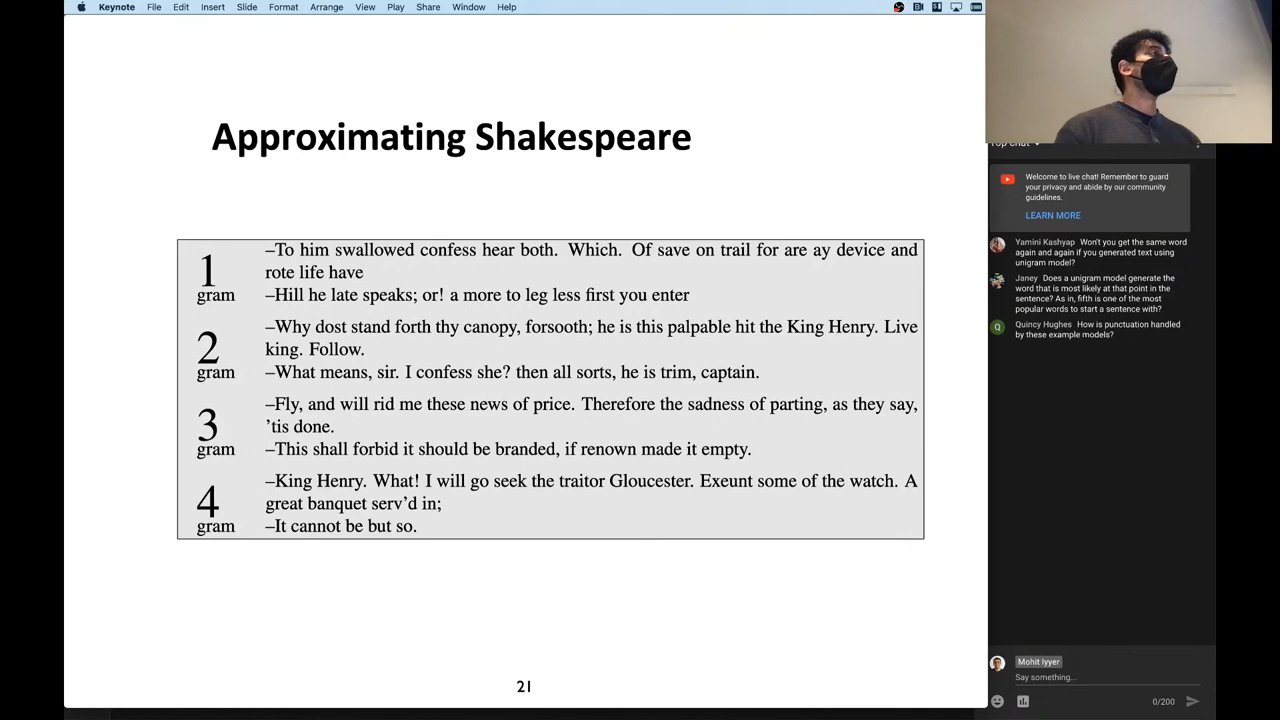 Keynote File Edit Insert Slide Format Arrange View Play Share Window Help
Approximating Shakespeare
1
gram
–To him swallowed confess hear both. Which. Of save on trail for are ay device and
rote life have
–Hill he late speaks; or! a more to leg less first you enter
2
gram
–Why dost stand forth thy canopy, forsooth; he is this palpable hit the King Henry. Live
king. Follow.
–What means, sir. I confess she? then all sorts, he is trim, captain.
3
gram
–Fly, and will rid me these news of price. Therefore the sadness of parting, as they say,
’tis done.
–This shall forbid it should be branded, if renown made it empty.
4
gram
–King Henry. What! I will go seek the traitor Gloucester. Exeunt some of the watch. A
great banquet serv’d in;
–It cannot be but so.
21
Top chat
Welcome to live chat! Remember to guard
your privacy and abide by our community
guidelines.
LEARN MORE
Yamini Kashyap Won't you get the same word
again and again if you generated text using
unigram model?
Janey Does a unigram model generate the
word that is most likely at that point in the
sentence? As in, fifth is one of the most
popular words to start a sentence with?
Q
Quincy Hughes How is punctuation handled
by these example models?
Mohit Iyyer
Say something...
0/200